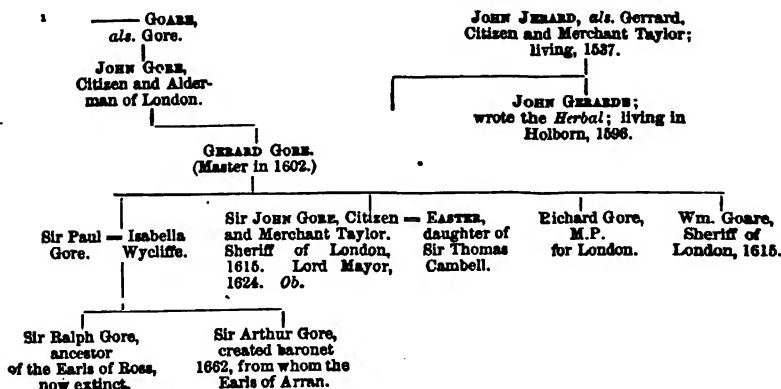 1
—— GOARE,
als. Gore.
JOHN GORE,
Citizen and Alder-
man of London.
JOHN JERARD, als. Gerrard,
Citizen and Merchant Taylor;
living, 1537.
JOHN GERARDE;
wrote the Herbal; living in
Holborn, 1596.
GERARD GORE.
(Master in 1602.)
Sir Paul
Gore.
= Isabella
Wycliffe.
Sir JOHN GORE, Citizen
and Merchant Taylor.
Sheriff of London,
1615. Lord Mayor,
1624. Ob.
= EASTER,
daughter of
Sir Thomas
Cambell.
Richard Gore,
M.P.
for London.
Wm. Goare,
Sheriff of
London, 1615.
Sir Ralph Gore,
ancestor
of the Earls of Ross,
now extinct.
Sir Arthur Gore,
created baronet
1662, from whom the
Earls of Arran.